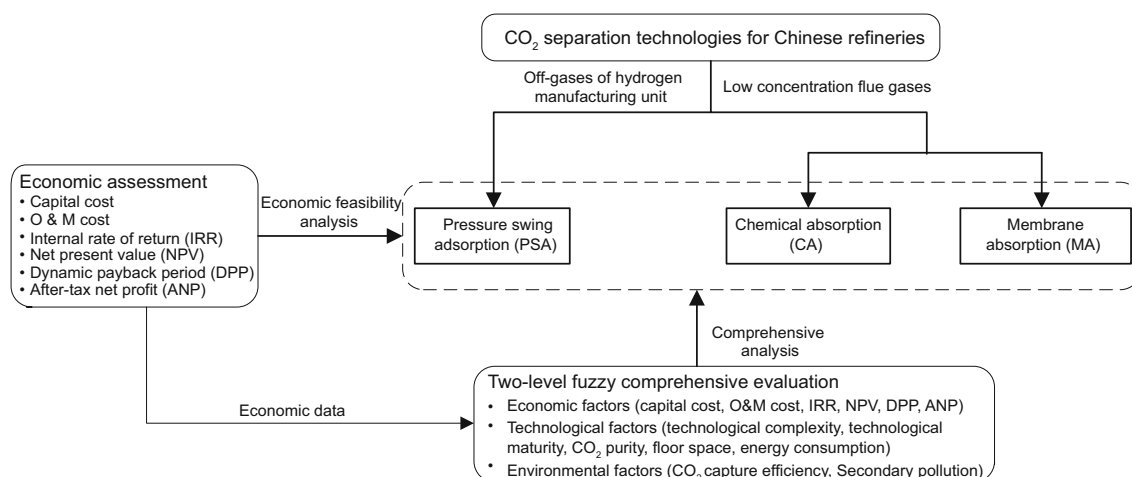 CO₂ separation technologies for Chinese refineries
Off-gases of hydrogen
manufacturing unit
Low concentration flue gases
Economic assessment
• Capital cost
• O & M cost
• Internal rate of return (IRR)
• Net present value (NPV)
• Dynamic payback period (DPP)
• After-tax net profit (ANP)
Economic feasibility
analysis
Pressure swing
adsorption (PSA)
Chemical absorption
(CA)
Membrane
absorption (MA)
Comprehensive
analysis
Economic data
Two-level fuzzy comprehensive evaluation
• Economic factors (capital cost, O&M cost, IRR, NPV, DPP, ANP)
• Technological factors (technological complexity, technological
maturity, CO₂ purity, floor space, energy consumption)
• Environmental factors (CO₂ capture efficiency, Secondary pollution)